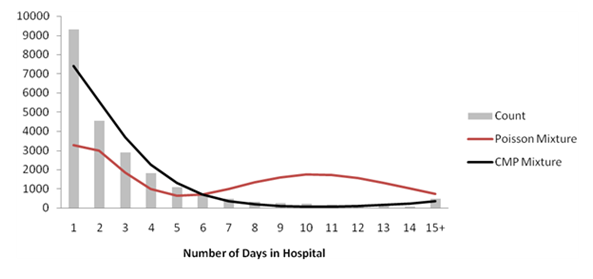 10000
9000
8000
7000
6000
5000
4000
3000
2000
1000
0
1 2 3 4 5 6 7 8 9 10 11 12 13 14 15+
Number of Days in Hospital
Count
Poisson Mixture
CMP Mixture